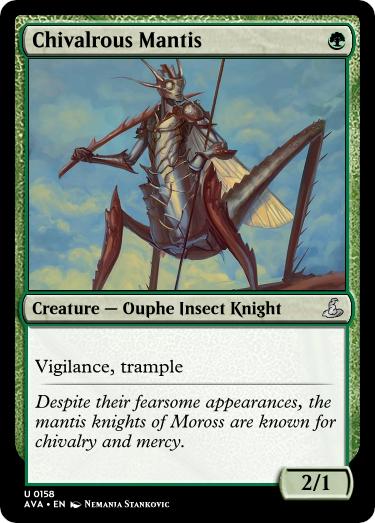 Chivalrous Mantis
Creature — Ouphe Insect Knight
Vigilance, trample
Despite their fearsome appearances, the
mantis knights of Moross are known for
chivalry and mercy.
2/1
U 0158
AVA • EN Nemanja Stankovic